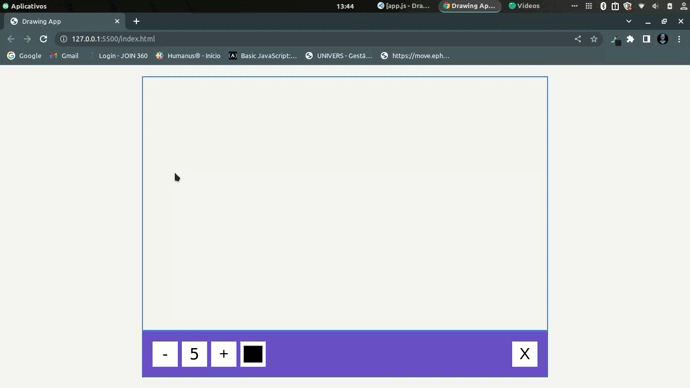 Aplicativos 13:44 [app.js - Dra... Drawing Ap... Videos
Drawing App
127.0.0.1:5500/index.html
Google Gmail Login - JOIN 360 Humanus® - Início Basic JavaScript:... UNIVERS - Gestã... https://move.eph...
- 5 + X